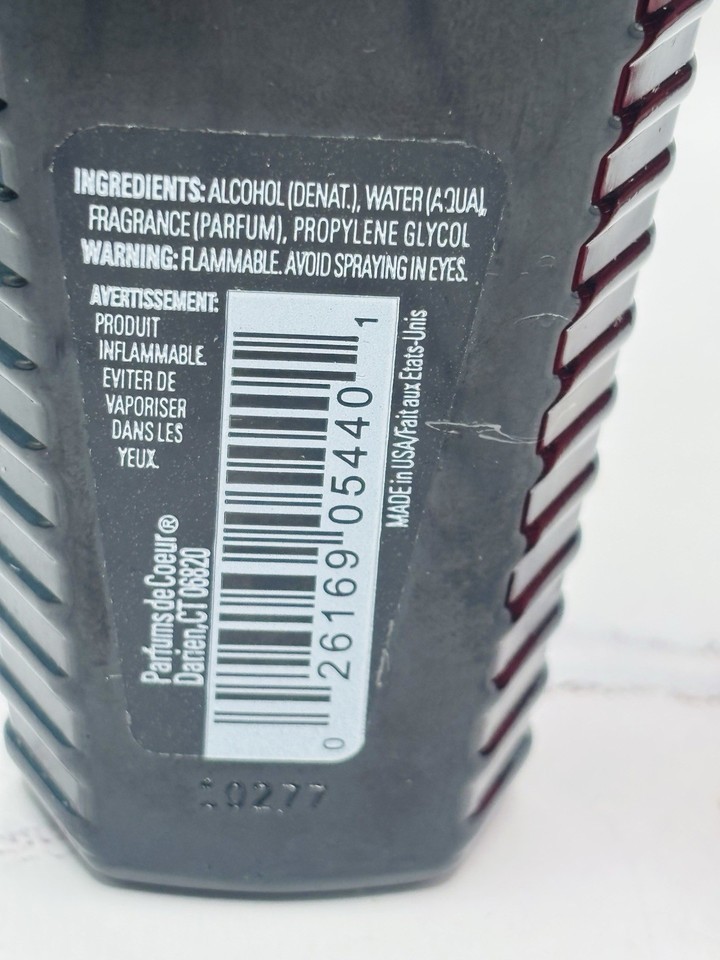 INGREDIENTS: ALCOHOL (DENAT.), WATER (AQUA),
FRAGRANCE (PARFUM), PROPYLENE GLYCOL
WARNING: FLAMMABLE. AVOID SPRAYING IN EYES.
AVERTISSEMENT:
PRODUIT
INFLAMMABLE.
EVITER DE
VAPORISER
DANS LES
YEUX.
Parfums de Coeur®
Darien, CT 06820
0 26169 05440 1
MADE in USA/Fait aux Etats-Unis